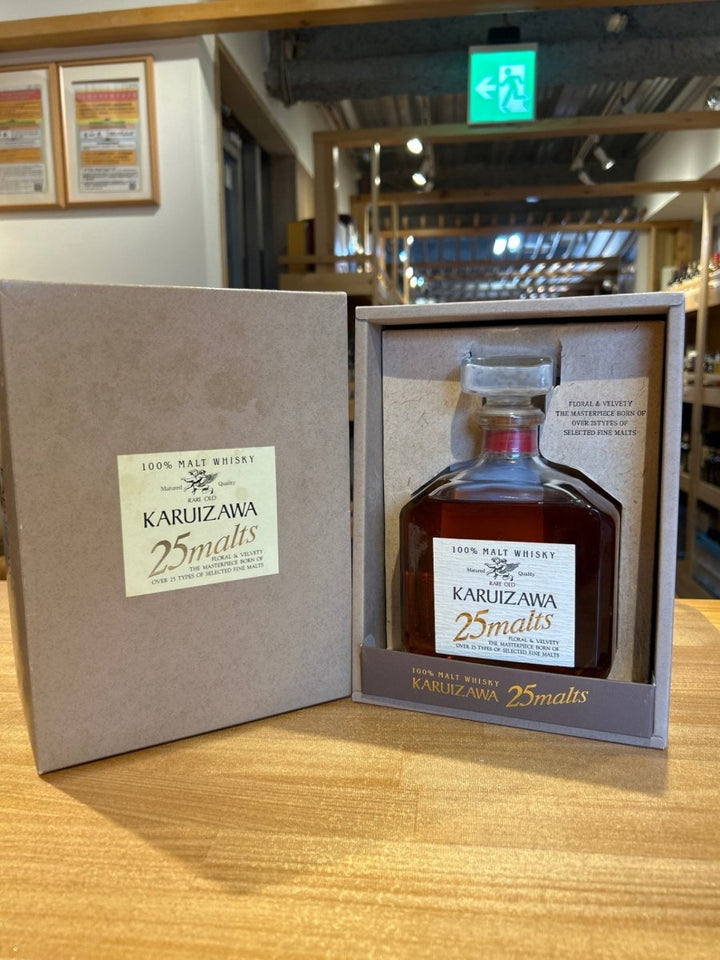 100% MALT WHISKY
Matured Quality
RARE OLD
KARUIZAWA
25malts
FLORAL & VELVETY
THE MASTERPIECE BORN OF
OVER 25 TYPES OF SELECTED FINE MALTS
FLORAL & VELVETY
THE MASTERPIECE BORN OF
OVER 25TYPES OF
SELECTED FINE MALTS
100% MALT WHISKY
Matured Quality
RARE OLD
KARUIZAWA
25malts
FLORAL & VELVETY
THE MASTERPIECE BORN OF
OVER 25 TYPES OF SELECTED FINE MALTS
100% MALT WHISKY
KARUIZAWA 25malts